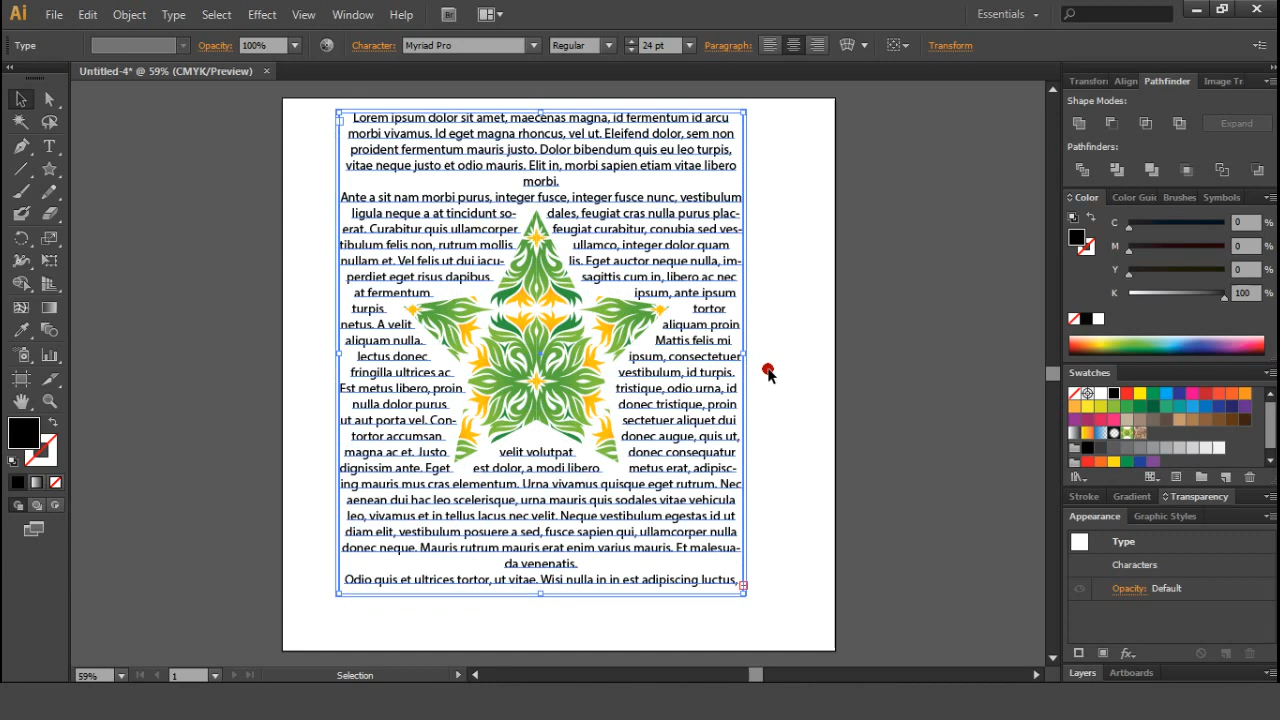 Ai File Edit Object Type Select Effect View Window Help Br Essentials
Type Opacity: 100% Character: Myriad Pro Regular 24 pt Paragraph: Transform
Untitled-4* @ 59% (CMYK/Preview) ×
Transfor Align Pathfinder Image Tr
Shape Modes:
Expand
Pathfinders:
Color Color Gui Brushes Symbols
C 0 %
M 0 %
Y 0 %
K 100 %
Swatches
Stroke Gradient Transparency
Appearance Graphic Styles
Type
Characters
Opacity: Default
fx
Layers Artboards
Lorem ipsum dolor sit amet, maecenas magna, id fermentum id arcu
morbi vivamus. Id eget magna rhoncus, vel ut. Eleifend dolor, sem non
proident fermentum mauris justo. Dolor bibendum quis eu leo turpis,
vitae neque justo et odio mauris. Elit in, morbi sapien etiam vitae libero
morbi.
Ante a sit nam morbi purus, integer fusce, integer fusce nunc, vestibulum
ligula neque a at tincidunt so- dales, feugiat cras nulla purus plac-
erat. Curabitur quis ullamcorper feugiat curabitur, conubia sed ves-
tibulum felis non, rutrum mollis ullamco, integer dolor quam
nullam et. Vel felis ut dui iacu- lis. Eget auctor neque nulla, im-
perdiet eget risus dapibus sagittis cum in, libero ac nec
at fermentum ipsum, ante ipsum
turpis tortor
netus. A velit aliquam proin
aliquam nulla. Mattis felis mi
lectus donec ipsum, consectetuer
fringilla ultrices ac vestibulum, id turpis.
Est metus libero, proin tristique, odio urna, id
nulla dolor purus donec tristique, proin
ut aut porta vel. Con- sectetuer aliquet dui
tortor accumsan donec augue, quis ut,
magna ac et. Justo velit volutpat donec consequatur
dignissim ante. Eget est dolor, a modi libero metus erat, adipisc-
ing mauris mus cras elementum. Urna vivamus quisque eget rutrum. Nec
aenean dui hac leo scelerisque, urna mauris quis sodales vitae vehicula
leo, vivamus et in tellus lacus nec velit. Neque vestibulum egestas id ut
diam elit, vestibulum posuere a sed, fusce sapien qui, ullamcorper nulla
donec neque. Mauris rutrum mauris erat enim varius mauris. Et malesua-
da venenatis.
Odio quis et ultrices tortor, ut vitae. Wisi nulla in in est adipiscing luctus,
59% 1 Selection